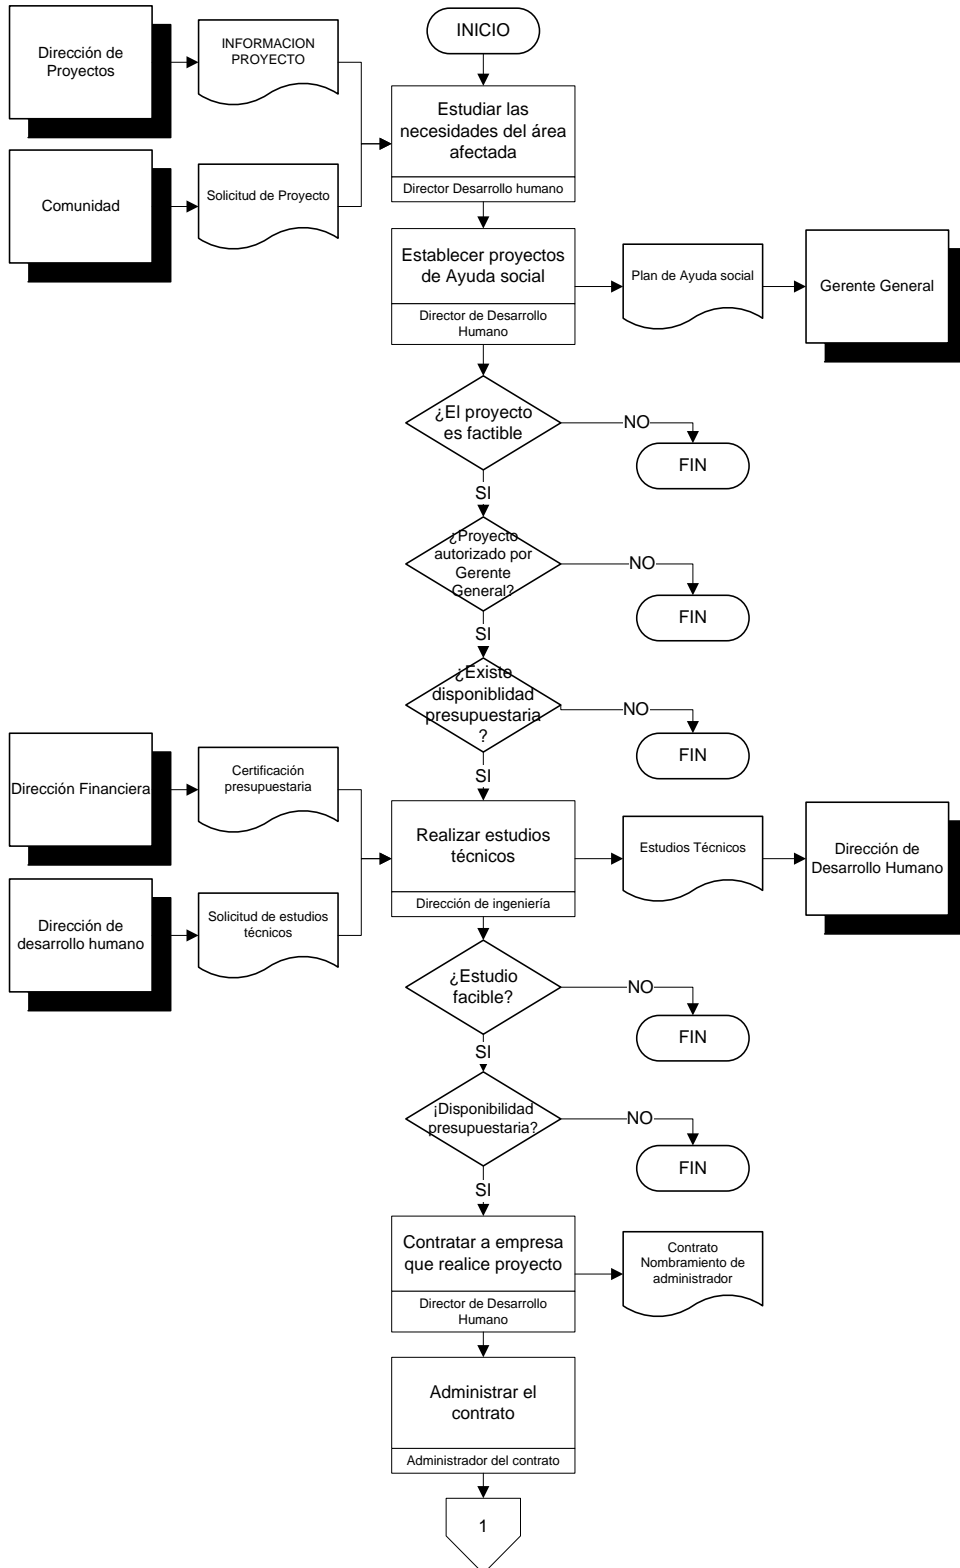 INICIO
Dirección de
Proyectos
INFORMACION
PROYECTO
Estudiar las
necesidades del área
afectada
Director Desarrollo humano
Comunidad
Solicitud de Proyecto
Establecer proyectos
de Ayuda social
Director de Desarrollo
Humano
Plan de Ayuda social
Gerente General
¿El proyecto
es factible
NO
FIN
SI
¿Proyecto
autorizado por
Gerente
General?
NO
FIN
SI
¿Existe
disponiblidad
presupuestaria
?
NO
FIN
SI
Dirección Financiera
Certificación
presupuestaria
Realizar estudios
técnicos
Dirección de ingeniería
Estudios Técnicos
Dirección de
Desarrollo Humano
Dirección de
desarrollo humano
Solicitud de estudios
técnicos
¿Estudio
facible?
NO
FIN
SI
¡Disponibilidad
presupuestaria?
NO
FIN
SI
Contratar a empresa
que realice proyecto
Director de Desarrollo
Humano
Contrato
Nombramiento de
administrador
Administrar el
contrato
Administrador del contrato
1